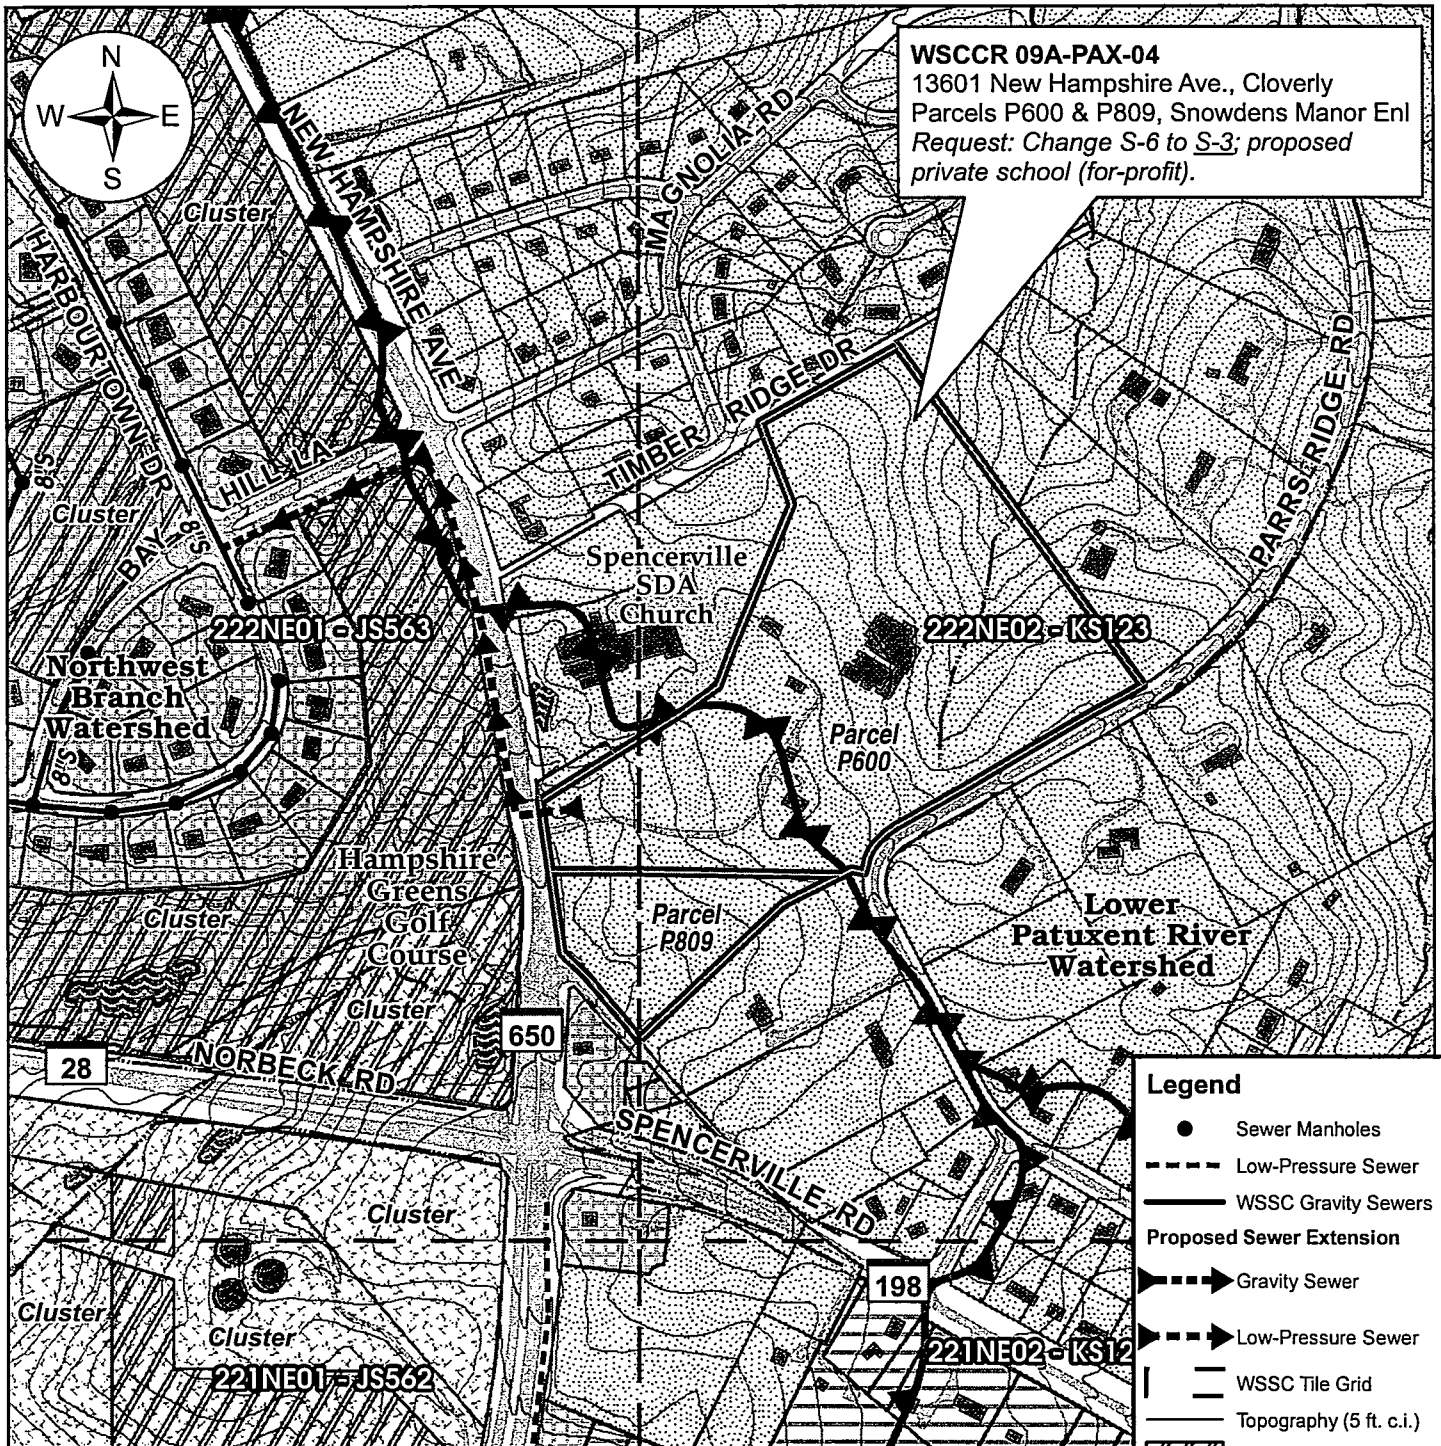 WSCCR 09A-PAX-04
13601 New Hampshire Ave., Cloverly
Parcels P600 & P809, Snowdens Manor Enl
Request: Change S-6 to S-3; proposed
private school (for-profit).
N
W E
S
NEW HAMPSHIRE AVE
MAGNOLIA RD
Cluster
HARBOURTOWN DR
PARRS RIDGE RD
TIMBER RIDGE DR
HILL LA
8"S
Cluster
BAY
8"S
Spencerville
SDA
Church
222NE01 - JS563
222NE02 - KS123
Northwest
Branch
Watershed
8"S
Parcel
P600
Hampshire
Greens
Golf
Course
Cluster
Parcel
P809
Lower
Patuxent River
Watershed
Cluster
650
28
NORBECK RD
SPENCERVILLE RD
Cluster
198
Cluster
Cluster
221NE01 - JS562
221NE02 - KS12
Legend
Sewer Manholes
Low-Pressure Sewer
WSSC Gravity Sewers
Proposed Sewer Extension
Gravity Sewer
Low-Pressure Sewer
WSSC Tile Grid
Topography (5 ft. c.i.)